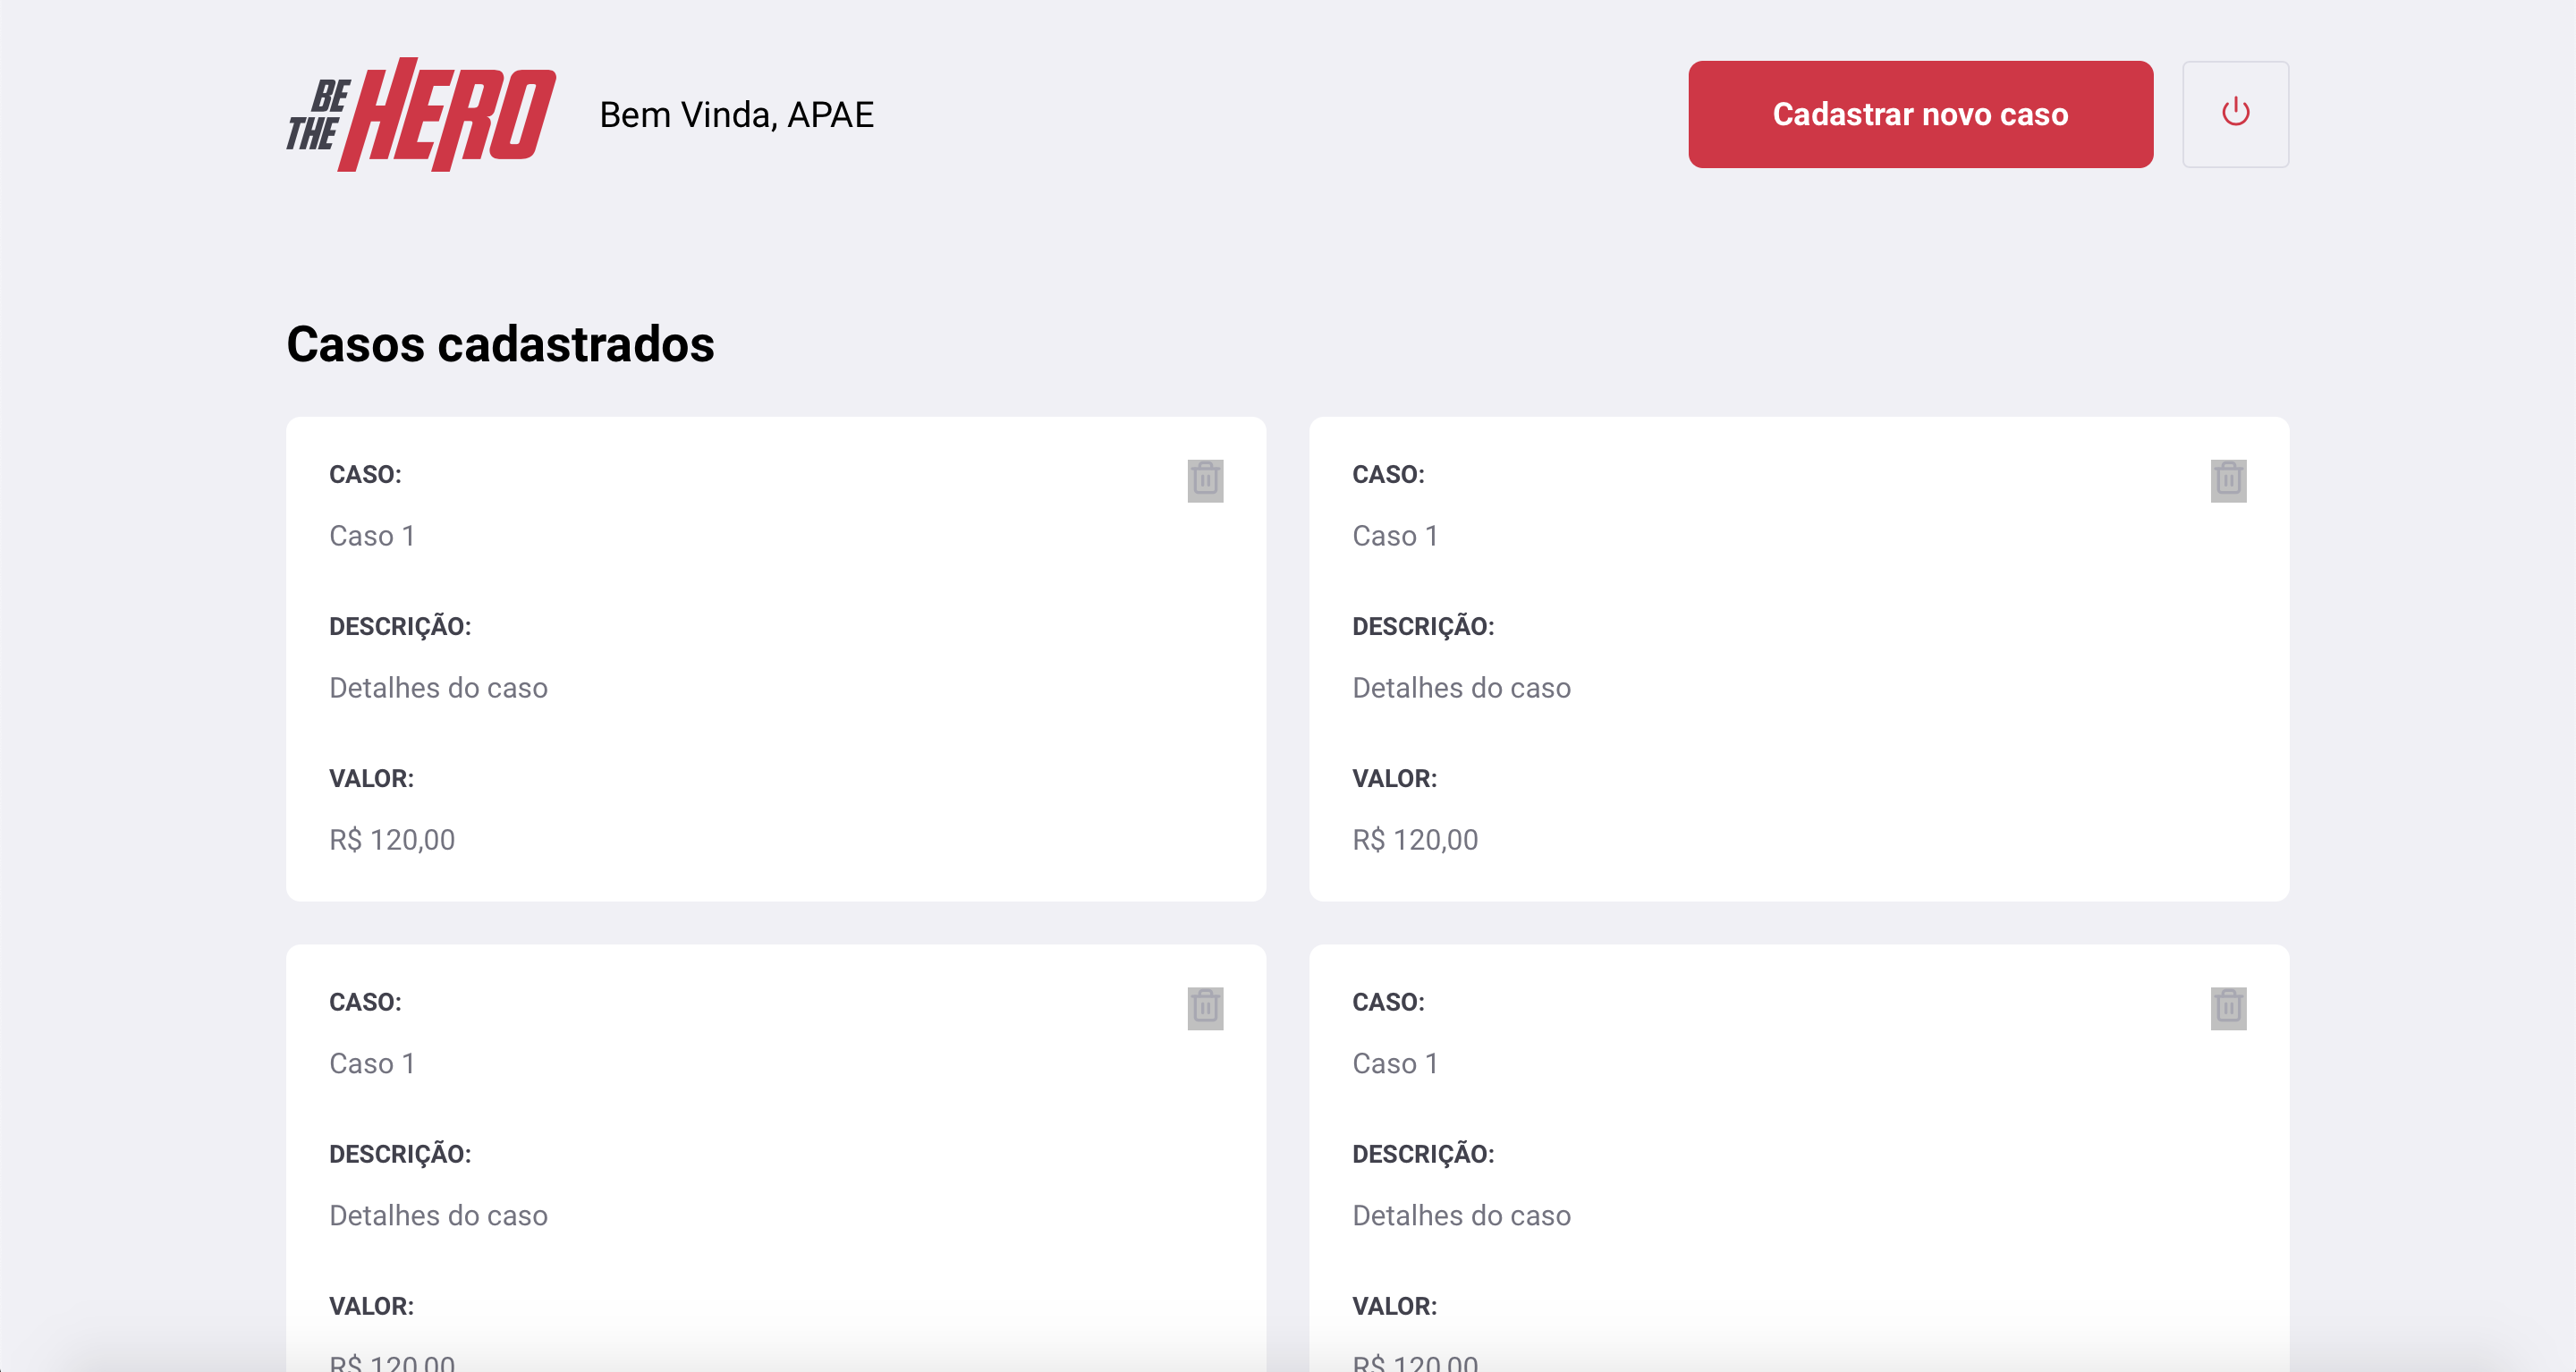 BE
THE HERO
Bem Vinda, APAE
Cadastrar novo caso
Casos cadastrados
CASO:
Caso 1
DESCRIÇÃO:
Detalhes do caso
VALOR:
R$ 120,00
CASO:
Caso 1
DESCRIÇÃO:
Detalhes do caso
VALOR:
R$ 120,00
CASO:
Caso 1
DESCRIÇÃO:
Detalhes do caso
VALOR:
R$ 120,00
CASO:
Caso 1
DESCRIÇÃO:
Detalhes do caso
VALOR:
R$ 120,00